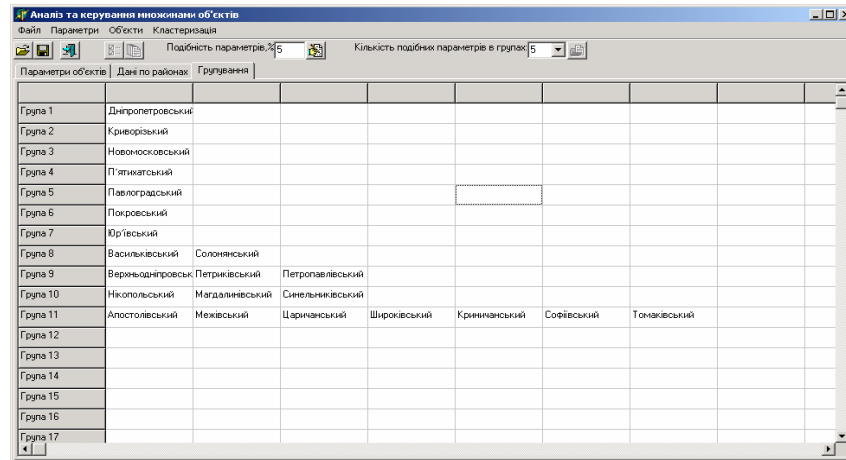 Аналіз та керування множинами об'єктів
Файл Параметри Об'єкти Кластеризація
Подібність параметрів,% 5 Кількість подібних параметрів в групах: 5
Параметри об'єктів Дані по районах Групування
Група 1 Дніпропетровський
Група 2 Криворізький
Група 3 Новомосковський
Група 4 П'ятихатський
Група 5 Павлоградський
Група 6 Покровський
Група 7 Юр'ївський
Група 8 Васильківський Солонянський
Група 9 Верхньодніпровськ Петриківський Петропавлівський
Група 10 Нікопольський Магдалинівський Синельниківський
Група 11 Апостолівський Межівський Царичанський Широківський Криничанський Софіївський Томаківський
Група 12
Група 13
Група 14
Група 15
Група 16
Група 17